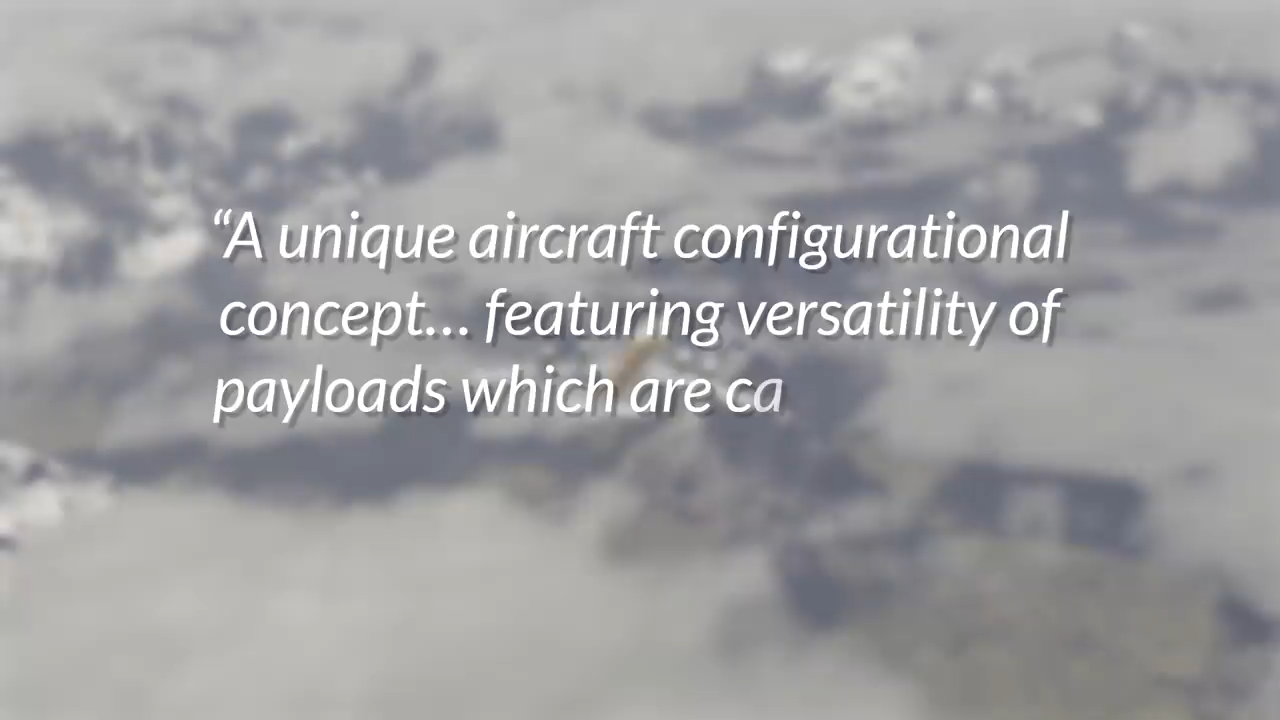 “A unique aircraft configurational
concept... featuring versatility of
payloads which are ca